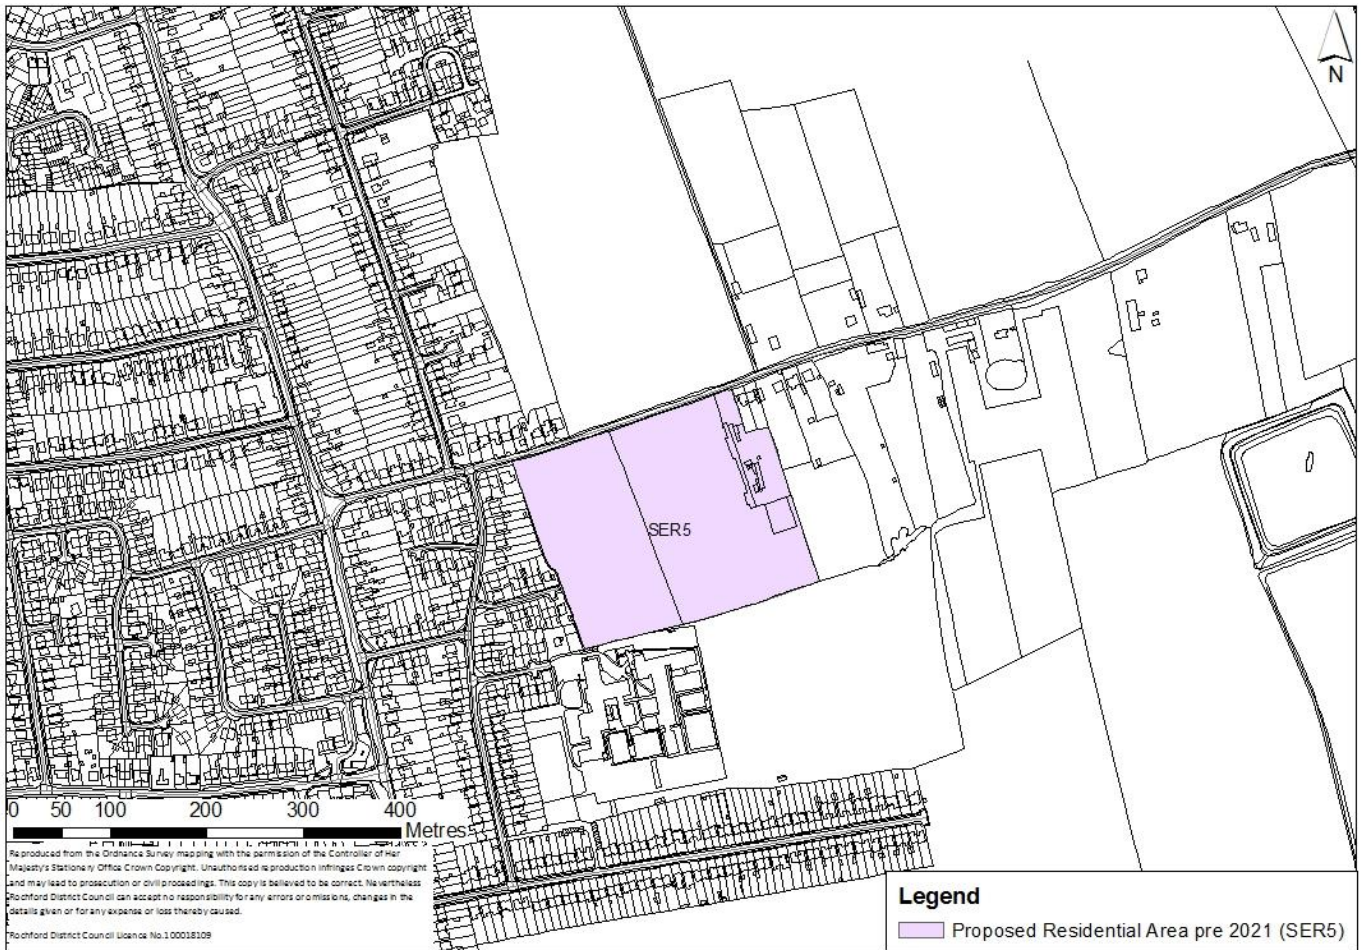 N
SER5
0 50 100 200 300 400
Metres
Reproduced from the Ordnance Survey mapping with the permission of the Controller of Her
Majesty's Stationery Office Crown Copyright. Unauthorised reproduction infringes Crown copyright
and may lead to prosecution or civil proceedings. This copy is believed to be correct. Nevertheless
Rochford District Council can accept no responsibility for any errors or omissions, changes in the
details given or for any expense or loss thereby caused.
Rochford District Council Licence No.100018109
Legend
Proposed Residential Area pre 2021 (SER5)